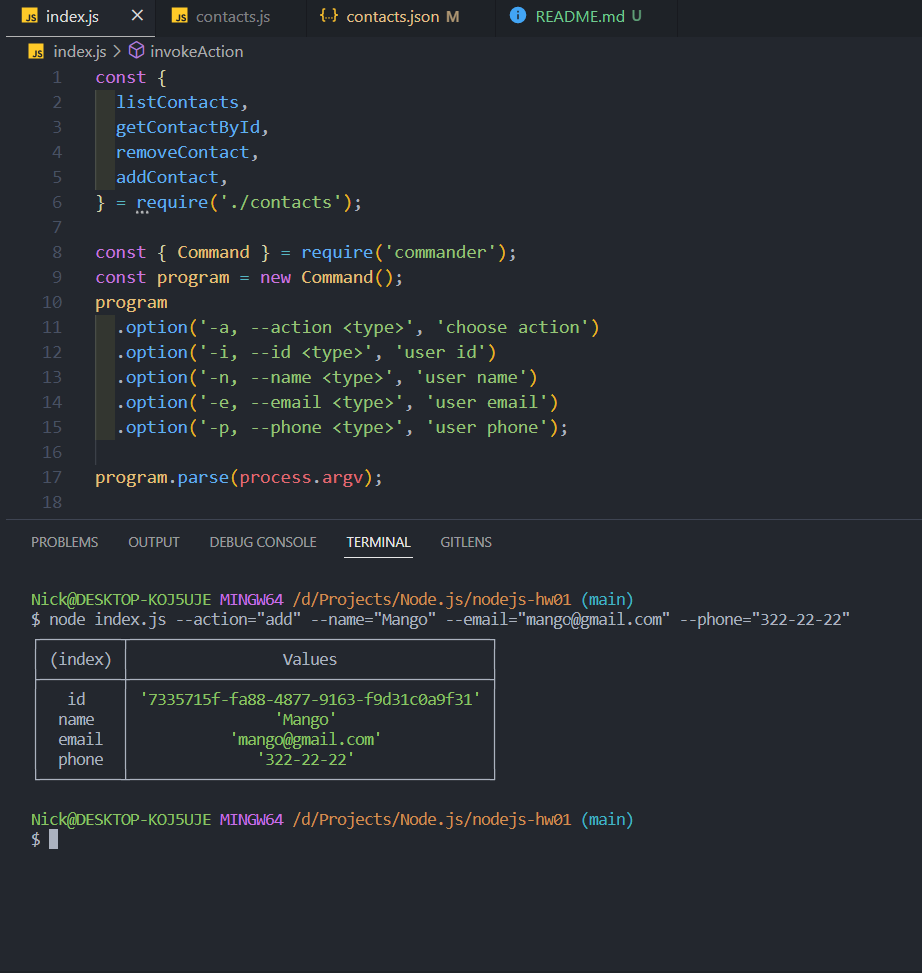 JS index.js × JS contacts.js {..} contacts.json M i README.md U
JS index.js > invokeAction
1 const {
2 listContacts,
3 getContactById,
4 removeContact,
5 addContact,
6 } = require('./contacts');
7
8 const { Command } = require('commander');
9 const program = new Command();
10 program
11 .option('-a, --action <type>', 'choose action')
12 .option('-i, --id <type>', 'user id')
13 .option('-n, --name <type>', 'user name')
14 .option('-e, --email <type>', 'user email')
15 .option('-p, --phone <type>', 'user phone');
16
17 program.parse(process.argv);
18
PROBLEMS OUTPUT DEBUG CONSOLE TERMINAL GITLENS
Nick@DESKTOP-KOJ5UJE MINGW64 /d/Projects/Node.js/nodejs-hw01 (main)
$ node index.js --action="add" --name="Mango" --email="mango@gmail.com" --phone="322-22-22"
(index) Values
id '7335715f-fa88-4877-9163-f9d31c0a9f31'
name 'Mango'
email 'mango@gmail.com'
phone '322-22-22'
Nick@DESKTOP-KOJ5UJE MINGW64 /d/Projects/Node.js/nodejs-hw01 (main)
$